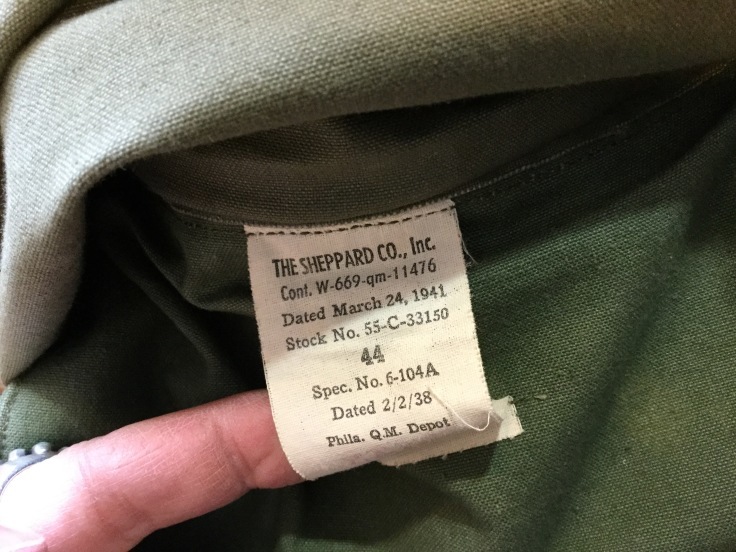 THE SHEPPARD CO., Inc.
Cont. W-669-qm-11476
Dated March 24, 1941
Stock No. 55-C-33150
44
Spec. No. 6-104A
Dated 2/2/38
Phila. Q.M. Depot